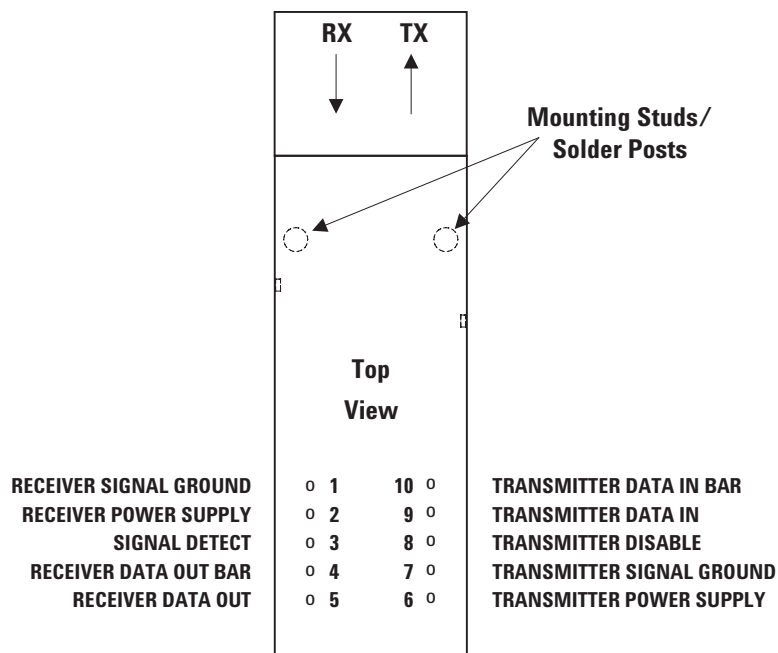 RX TX
Mounting Studs/
Solder Posts
Top
View
RECEIVER SIGNAL GROUND o 1 10 o TRANSMITTER DATA IN BAR
RECEIVER POWER SUPPLY o 2 9 o TRANSMITTER DATA IN
SIGNAL DETECT o 3 8 o TRANSMITTER DISABLE
RECEIVER DATA OUT BAR o 4 7 o TRANSMITTER SIGNAL GROUND
RECEIVER DATA OUT o 5 6 o TRANSMITTER POWER SUPPLY